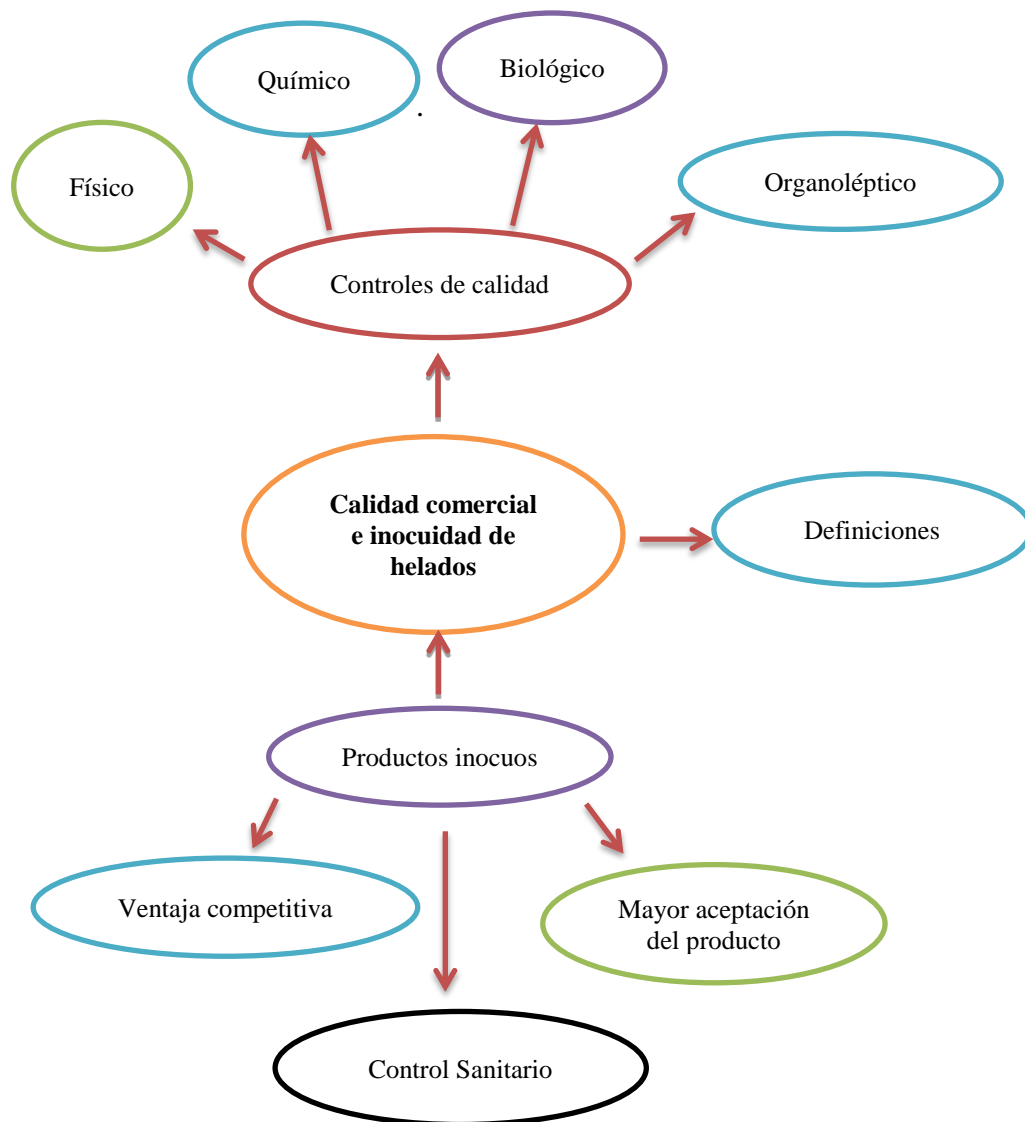 Químico
Biológico
.
Físico
Organoléptico
Controles de calidad
Calidad comercial
e inocuidad de
helados
Definiciones
Productos inocuos
Ventaja competitiva
Mayor aceptación
del producto
Control Sanitario